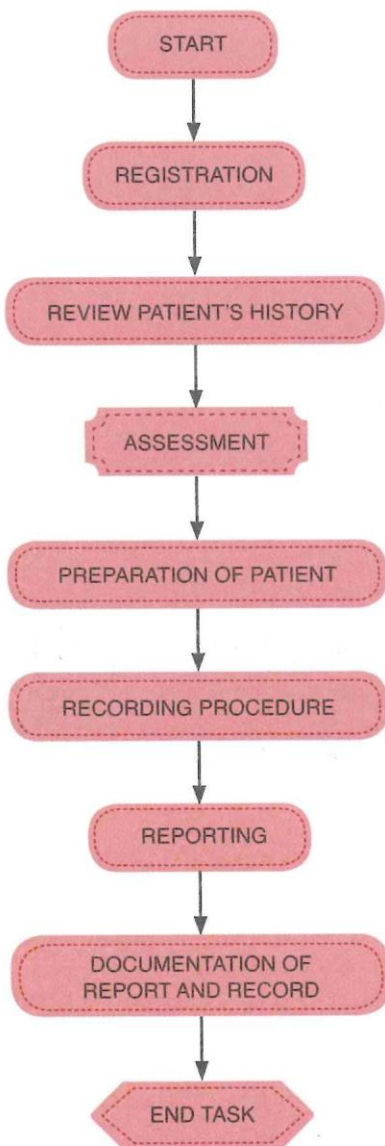 START
REGISTRATION
REVIEW PATIENT'S HISTORY
ASSESSMENT
PREPARATION OF PATIENT
RECORDING PROCEDURE
REPORTING
DOCUMENTATION OF
REPORT AND RECORD
END TASK